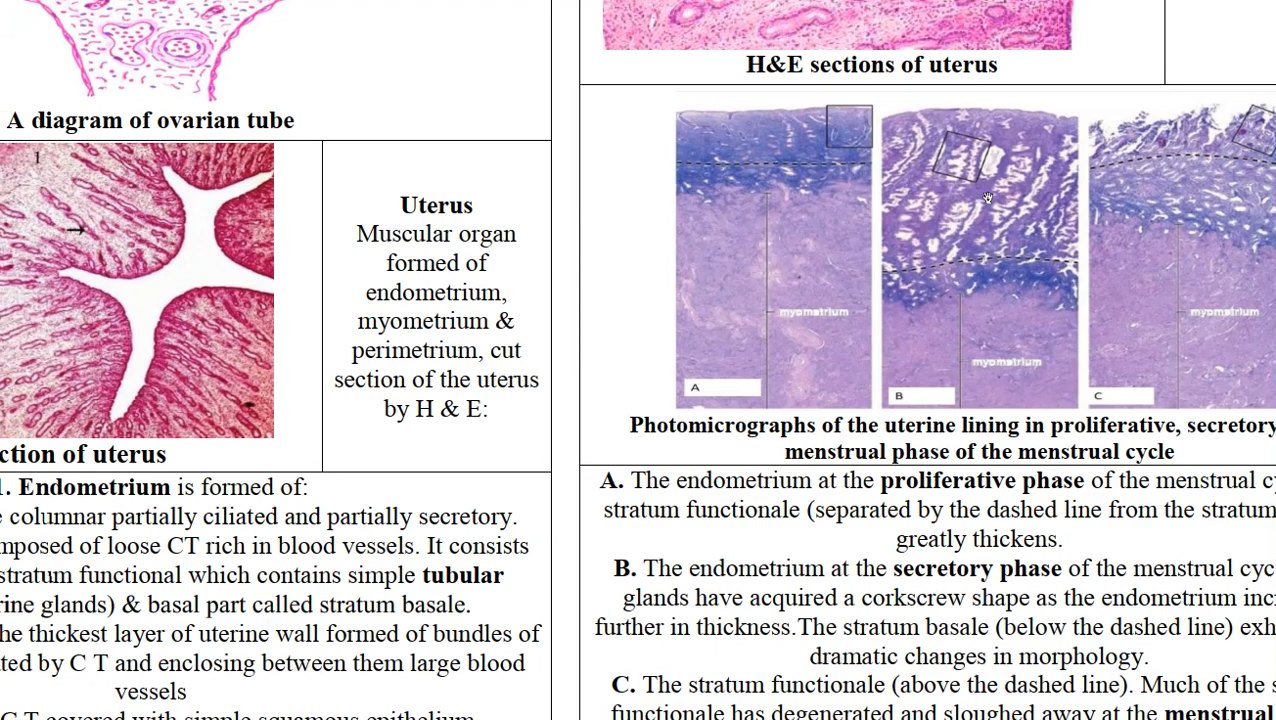 A diagram of ovarian tube
I
ction of uterus
Uterus
Muscular organ
formed of
endometrium,
myometrium &
perimetrium, cut
section of the uterus
by H & E:
1. Endometrium is formed of:
columnar partially ciliated and partially secretory.
mposed of loose CT rich in blood vessels. It consists
stratum functional which contains simple tubular
rine glands) & basal part called stratum basale.
he thickest layer of uterine wall formed of bundles of
ted by C T and enclosing between them large blood
vessels
C T covered with simple squamous epithelium
H&E sections of uterus
myometrium
myometrium
myometrium
A
B
C
Photomicrographs of the uterine lining in proliferative, secretory
menstrual phase of the menstrual cycle
A. The endometrium at the proliferative phase of the menstrual cy
stratum functionale (separated by the dashed line from the stratum
greatly thickens.
B. The endometrium at the secretory phase of the menstrual cyc
glands have acquired a corkscrew shape as the endometrium incr
further in thickness.The stratum basale (below the dashed line) exh
dramatic changes in morphology.
C. The stratum functionale (above the dashed line). Much of the s
functionale has degenerated and sloughed away at the menstrual